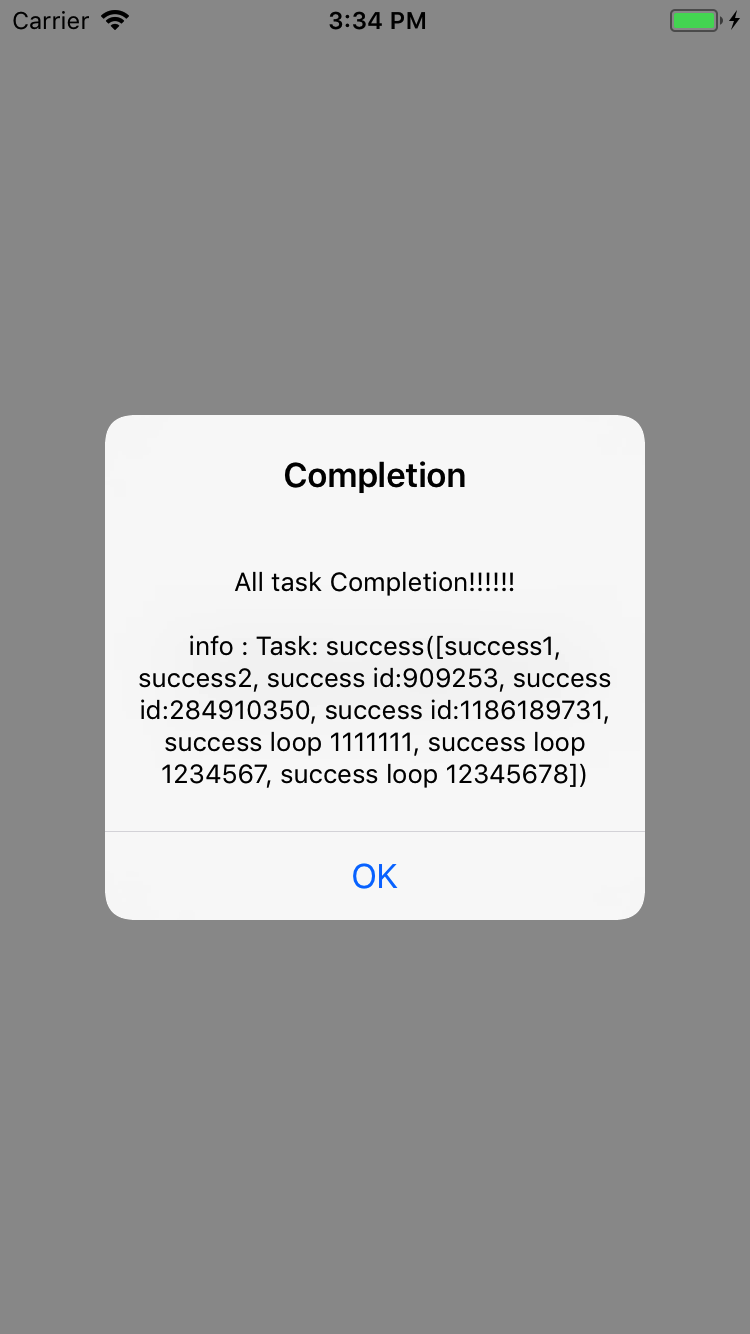 Carrier 3:34 PM
Completion
All task Completion!!!!!!
info : Task: success([success1,
success2, success id:909253, success
id:284910350, success id:1186189731,
success loop 1111111, success loop
1234567, success loop 12345678])
OK